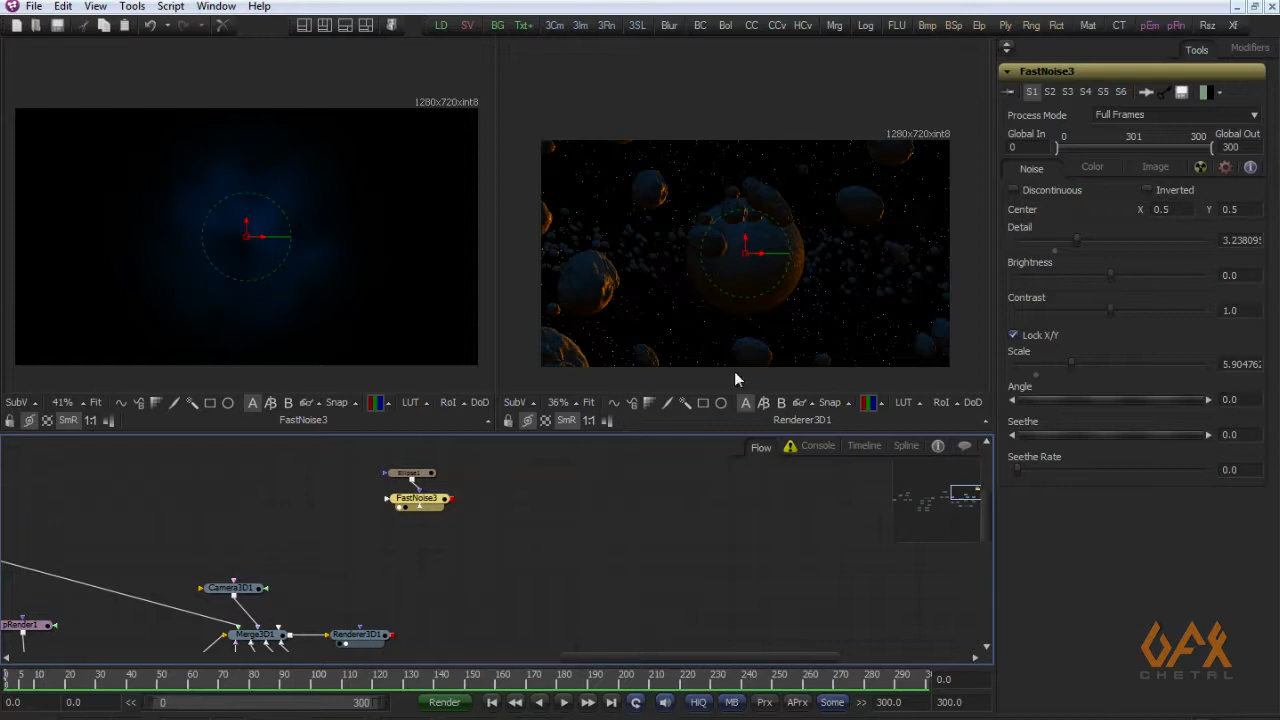 File Edit View Tools Script Window Help
LD SV BG Txt+ 3Cm 3Im 3Rn 3SL Blur BC Bol CC CCv HCv Mrg Log FLU Bmp BSp Elp Ply Rng Rct Mat CT pEm pRn Rsz Xf
Tools Modifiers
FastNoise3
S1 S2 S3 S4 S5 S6
Process Mode Full Frames
Global In 0 301 300 Global Out
0 300
Noise Color Image
Discontinuous Inverted
Center X 0.5 Y 0.5
Detail 3.238095
Brightness 0.0
Contrast 1.0
Lock X/Y
Scale 5.904762
Angle 0.0
Seethe 0.0
Seethe Rate 0.0
1280x720xint8
1280x720xint8
SubV 41% Fit A B Snap LUT RoI DoD
SmR 1:1 FastNoise3
SubV 36% Fit A B Snap LUT RoI DoD
SmR 1:1 Renderer3D1
Flow Console Timeline Spline
Ellipse1
FastNoise3
Camera3D1
pRender1
Merge3D1 Renderer3D1
GFX
CHETAL
0 5 10 20 30 40 50 60 70 80 90 100 110 120 130 140 150 160 170 180 190 200 210 220 230 240 250 260 270 280 290 0.0
0.0 0.0 << 0 300 Render HiQ MB Prx APrx Some >> 300.0 300.0